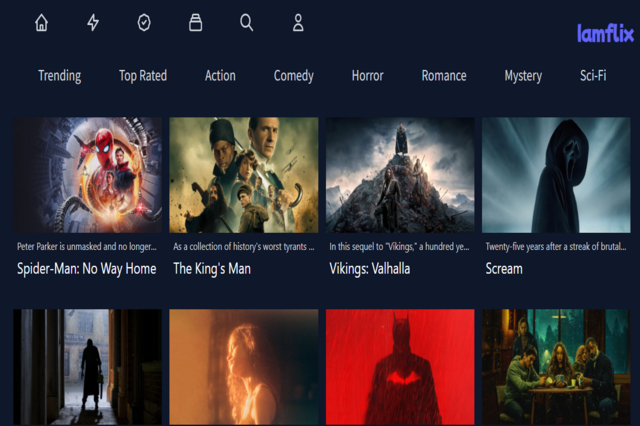 Iamflix
Trending
Top Rated
Action
Comedy
Horror
Romance
Mystery
Sci-Fi
Peter Parker is unmasked and no longer...
Spider-Man: No Way Home
As a collection of history's worst tyrants ...
The King's Man
In this sequel to "Vikings," a hundred ye...
Vikings: Valhalla
Twenty-five years after a streak of brutal...
Scream